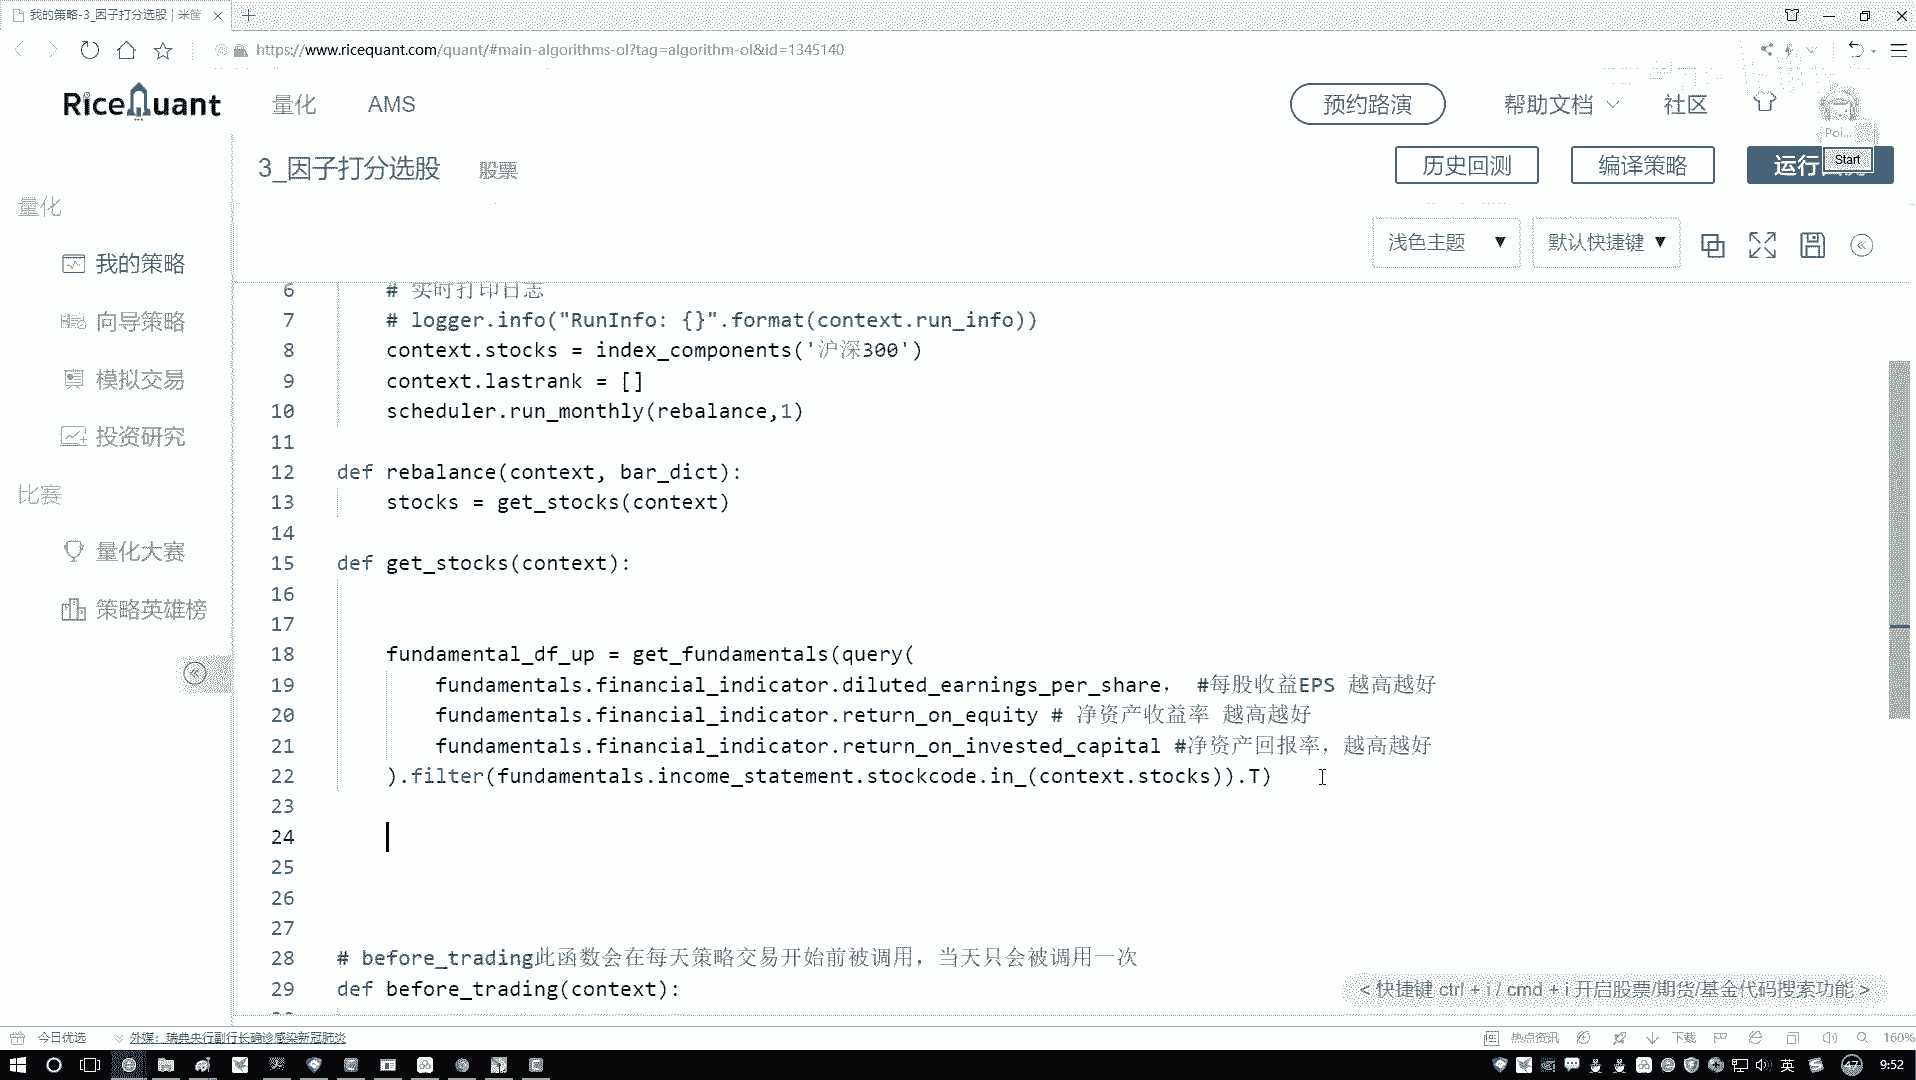 我的策略-3_因子打分选股 | 米筐
https://www.ricequant.com/quant/#main-algorithms-ol?tag=algorithm-ol&id=1345140
RiceQuant
量化
AMS
预约路演
帮助文档
社区
Poi...
3_因子打分选股
股票
历史回测
编译策略
运行
Start
量化
我的策略
向导策略
模拟交易
投资研究
比赛
量化大赛
策略英雄榜
浅色主题
默认快捷键
6 # 实时打印日志
7 # logger.info("RunInfo: {}".format(context.run_info))
8 context.stocks = index_components('沪深300')
9 context.lastrank = []
10 scheduler.run_monthly(rebalance,1)
11
12 def rebalance(context, bar_dict):
13 stocks = get_stocks(context)
14
15 def get_stocks(context):
16
17
18 fundamental_df_up = get_fundamentals(query(
19 fundamentals.financial_indicator.diluted_earnings_per_share, #每股收益EPS 越高越好
20 fundamentals.financial_indicator.return_on_equity # 净资产收益率 越高越好
21 fundamentals.financial_indicator.return_on_invested_capital #净资产回报率，越高越好
22 ).filter(fundamentals.income_statement.stockcode.in_(context.stocks)).T)
23
24
25
26
27
28 # before_trading此函数会在每天策略交易开始前被调用，当天只会被调用一次
29 def before_trading(context):
< 快捷键 ctrl + i / cmd + i 开启股票/期货/基金代码搜索功能 >
今日优选
外媒：瑞典央行副行长确诊感染新冠肺炎
热点资讯
下载
160%
英
47
9:52